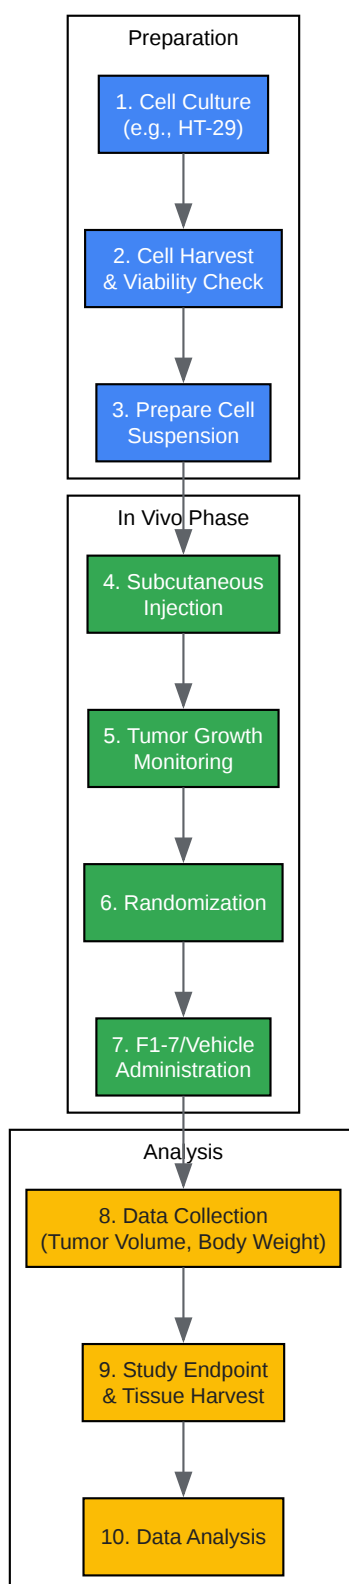 Preparation
1. Cell Culture
(e.g., HT-29)
2. Cell Harvest
& Viability Check
3. Prepare Cell
Suspension
In Vivo Phase
4. Subcutaneous
Injection
5. Tumor Growth
Monitoring
6. Randomization
7. F1-7/Vehicle
Administration
Analysis
8. Data Collection
(Tumor Volume, Body Weight)
9. Study Endpoint
& Tissue Harvest
10. Data Analysis